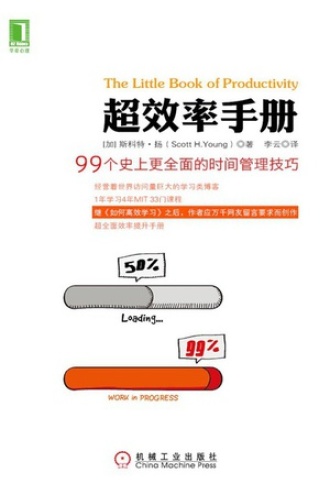 The Little Book of Productivity
超效率手册
[加] 斯科特·扬（Scott H.Young）◎著 李云◎译
99个史上更全面的时间管理技巧
经营着世界访问量巨大的学习类博客
1年学习4年MIT 33门课程
继《如何高效学习》之后，作者应万千网友留言要求而创作
超全面效率提升手册
50%
Loading...
99%
WORK in PROGRESS
机械工业出版社
China Machine Press